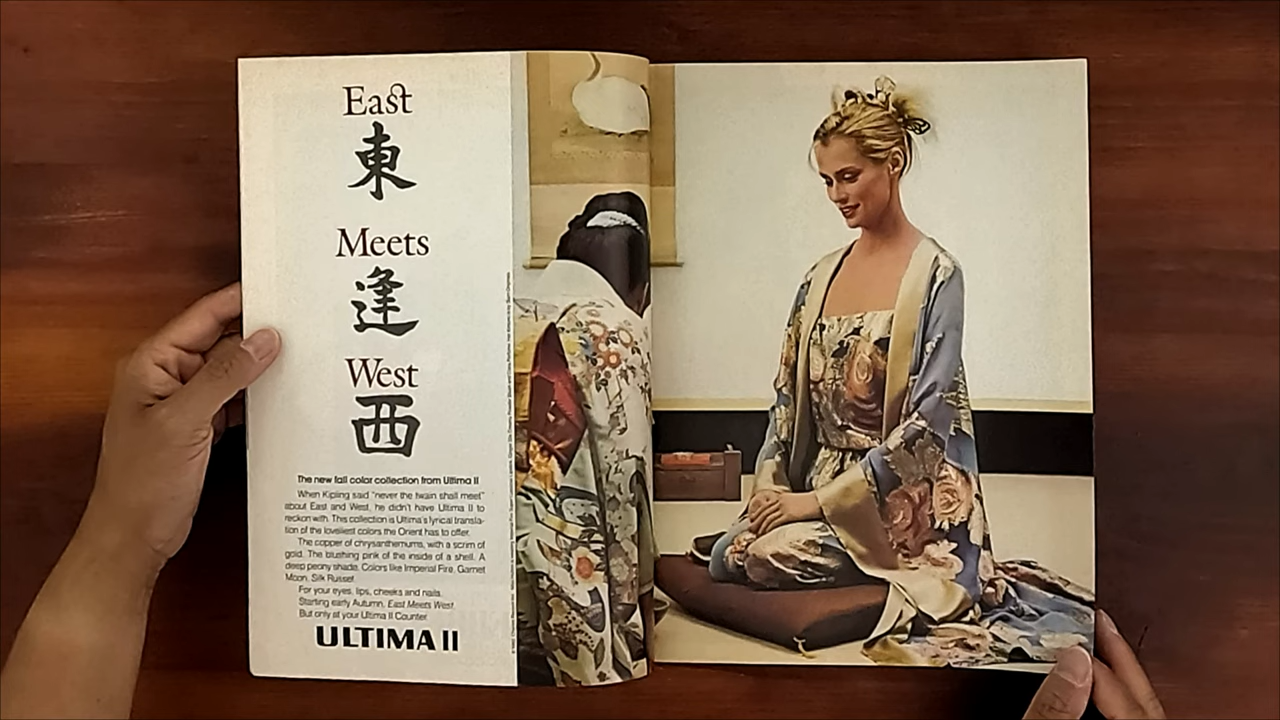 East
東
Meets
逢
West
西
The new fall color collection from Ultima II
When Kipling said "never the twain shall meet"
about East and West, he didn't have Ultima II to
reckon with. This collection is Ultima's lyrical transla-
tion of the loveliest colors the Orient has to offer.
The copper of chrysanthemums, with a scrim of
gold. The blushing pink of the inside of a shell. A
deep peony shade. Colors like Imperial Fire, Garnet
Moon, Silk Russet.
For your eyes, lips, cheeks and nails.
Starting early Autumn, East Meets West.
But only at your Ultima II Counter.
ULTIMA II